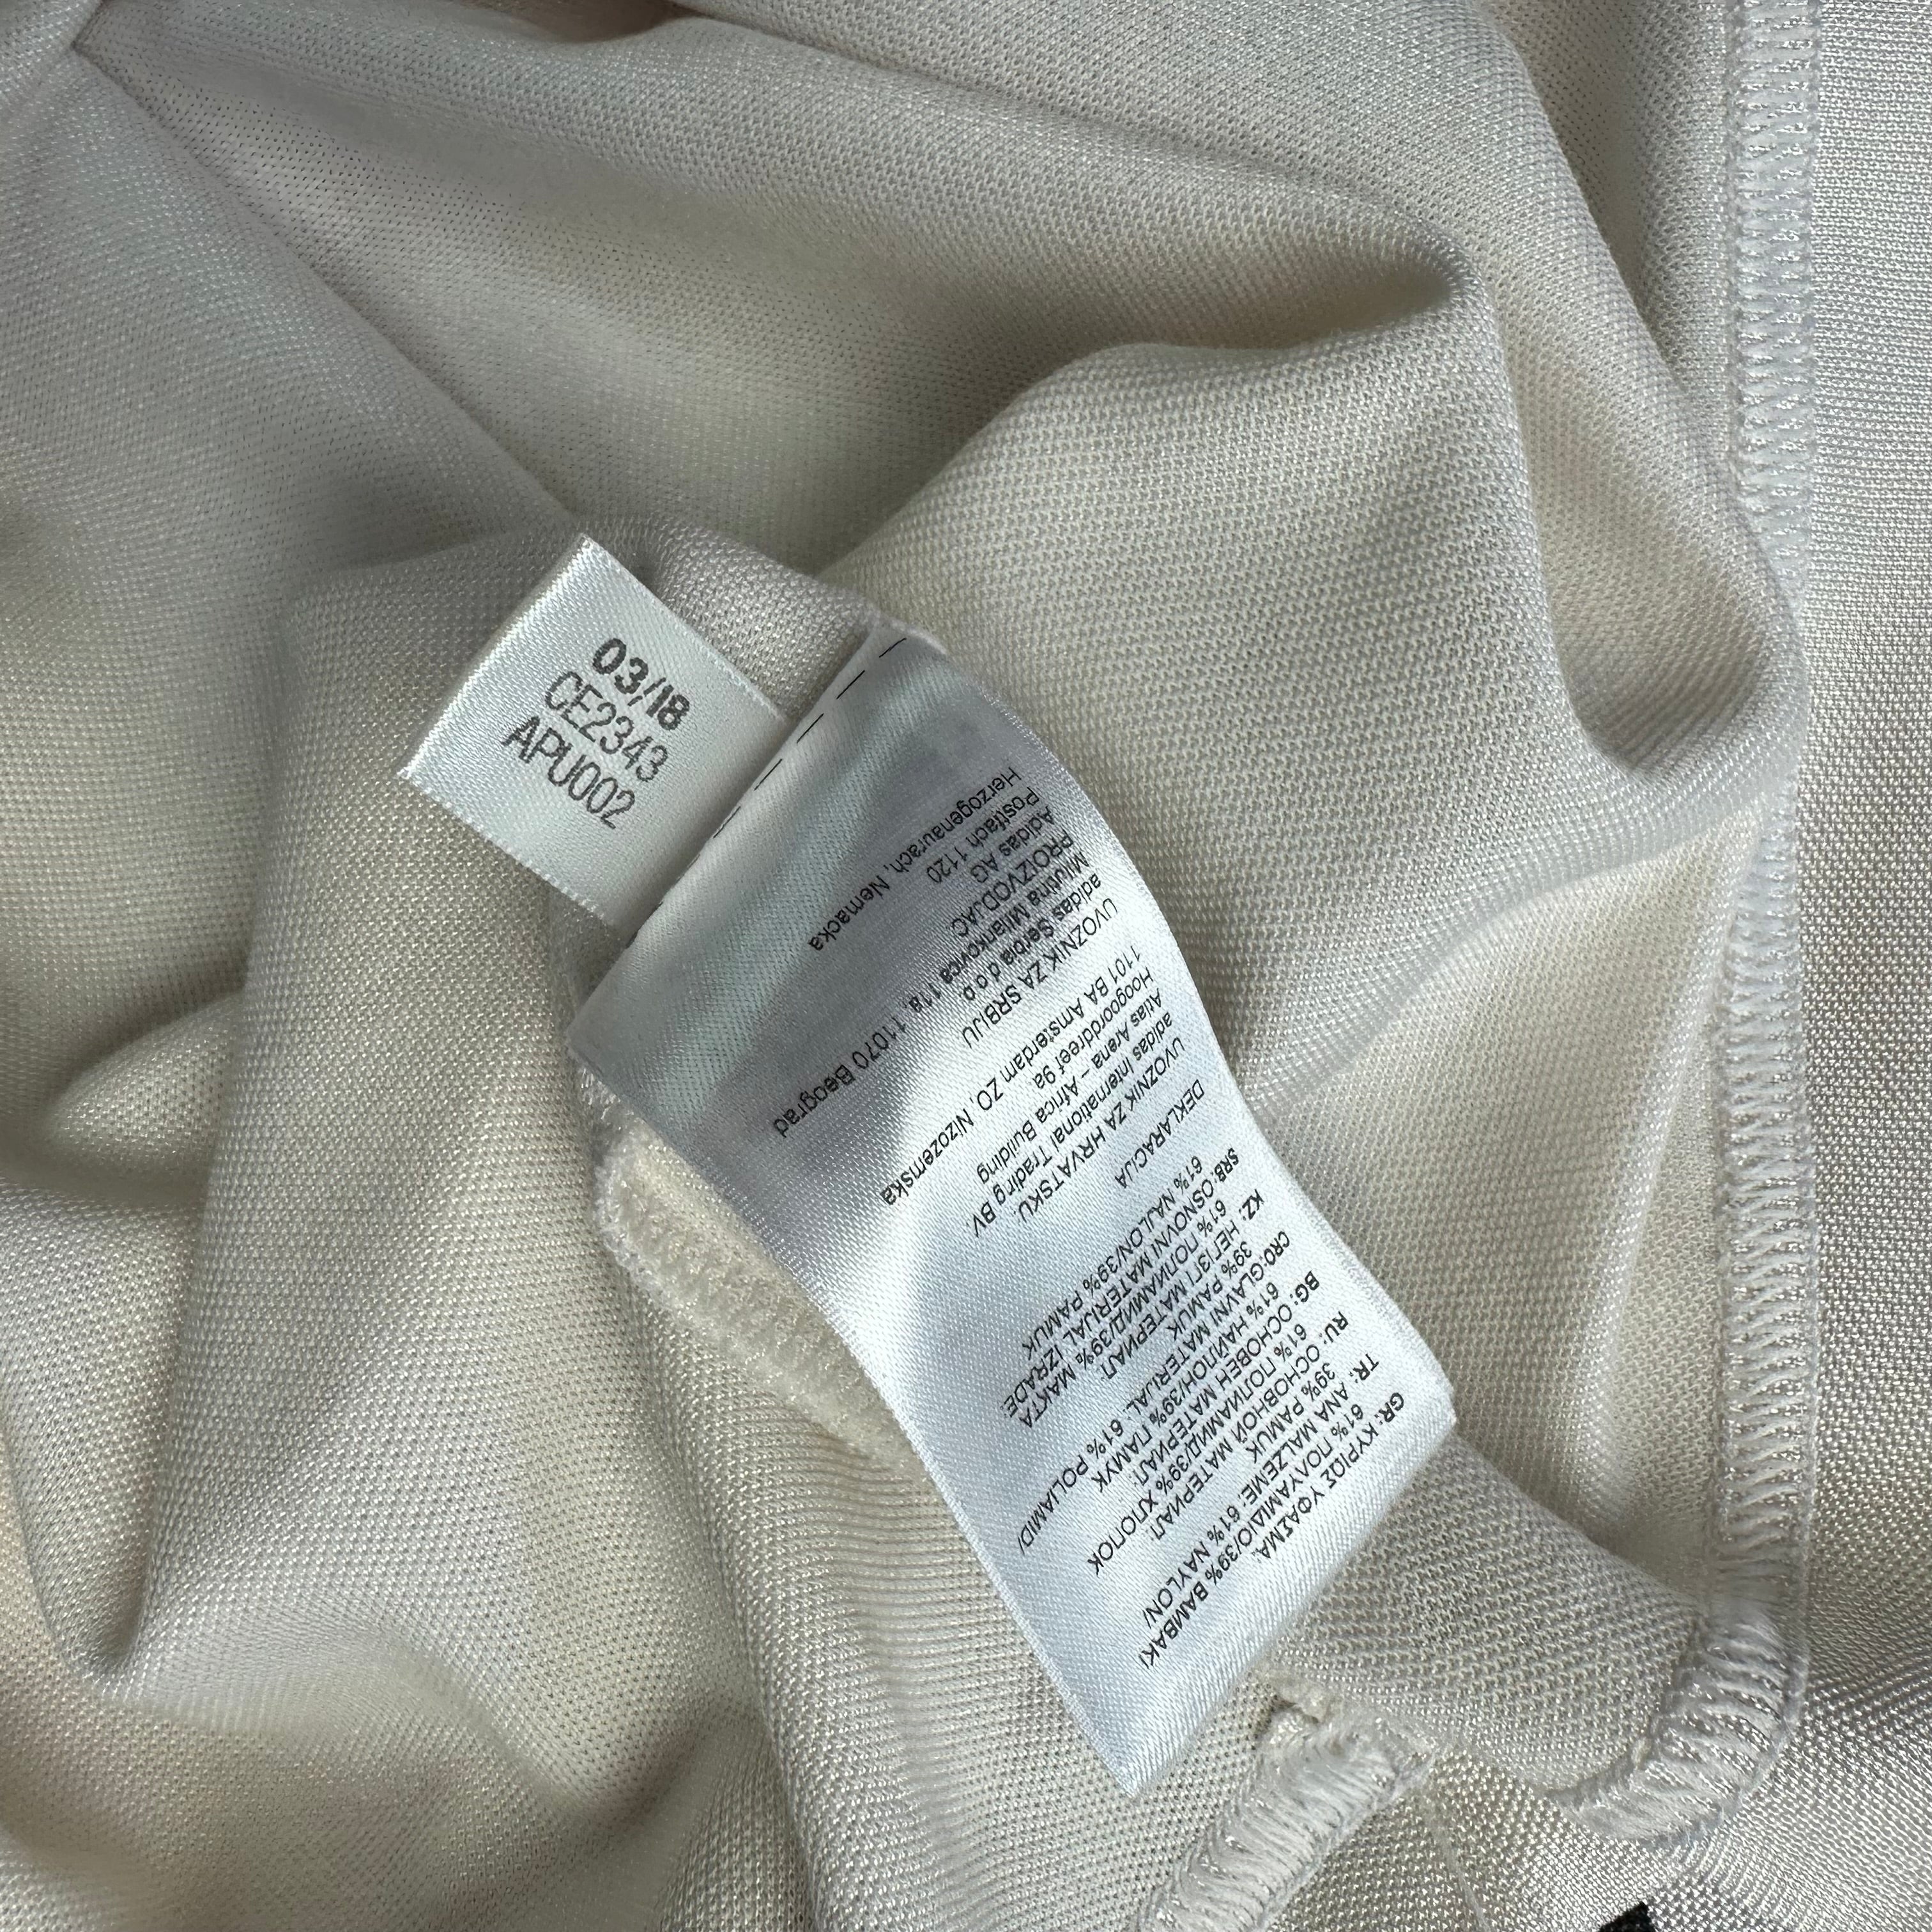 03/18
CE2343
APU002
GR: ΚΥΡΙΩΣ ΥΦΑΣΜΑ.
61% ΠΟΛΥΑΜΙΔΙΟ/39% ΒΑΜΒΑΚΙ
TR: ANA MALZEME: 61% NAYLON/
39% PAMUK
RU: ОСНОВНОЙ МАТЕРИАЛ:
61% ПОЛИАМИД/39% ХЛОПОК
BG: ОСНОВЕН МАТЕРИАЛ:
61% НАЙЛОН/39% ПАМУК
CRO:GLAVNI MATERIJAL. 61% POLIAMID/
39% PAMUK
KZ: НЕГІЗГІ МАТЕРИАЛ
61% ПОЛИАМИД/39% МАКТА
SRB:OSNOVNI MATERIJAL IZRADE:
61% NAJLON/39% PAMUK
DEKLARACIJA
UVOZNIK ZA HRVATSKU:
adidas International Trading BV.
Atlas Arena – Africa Building
Hoogoorddreef 9a
1101 BA Amsterdam ZO, Nizozemska
UVOZNIK ZA SRBIJU
adidas Serbia d.o.o.
Milutina Milankovica 11a, 11070 Beograd
PROIZVODJAC:
Adidas AG
Postfach 1120
Herzogenaurach, Nemacka